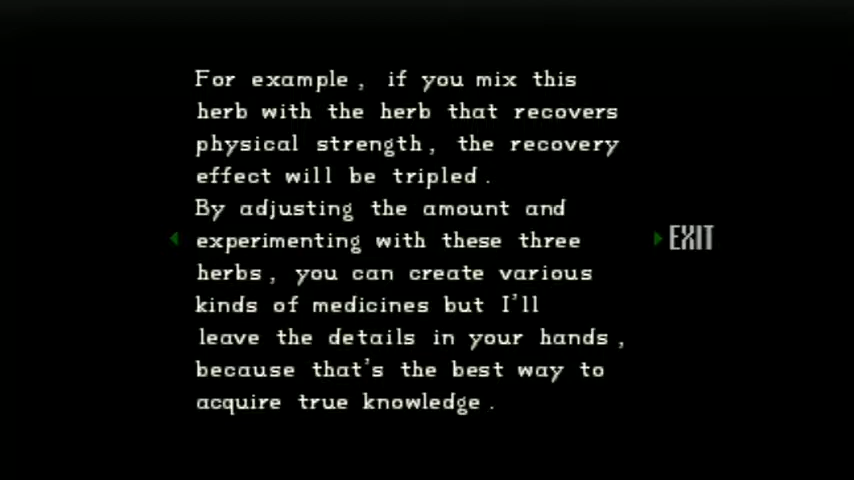 For example, if you mix this
herb with the herb that recovers
physical strength, the recovery
effect will be tripled.
By adjusting the amount and
experimenting with these three
herbs, you can create various
kinds of medicines but I'll
leave the details in your hands,
because that's the best way to
acquire true knowledge.
EXIT